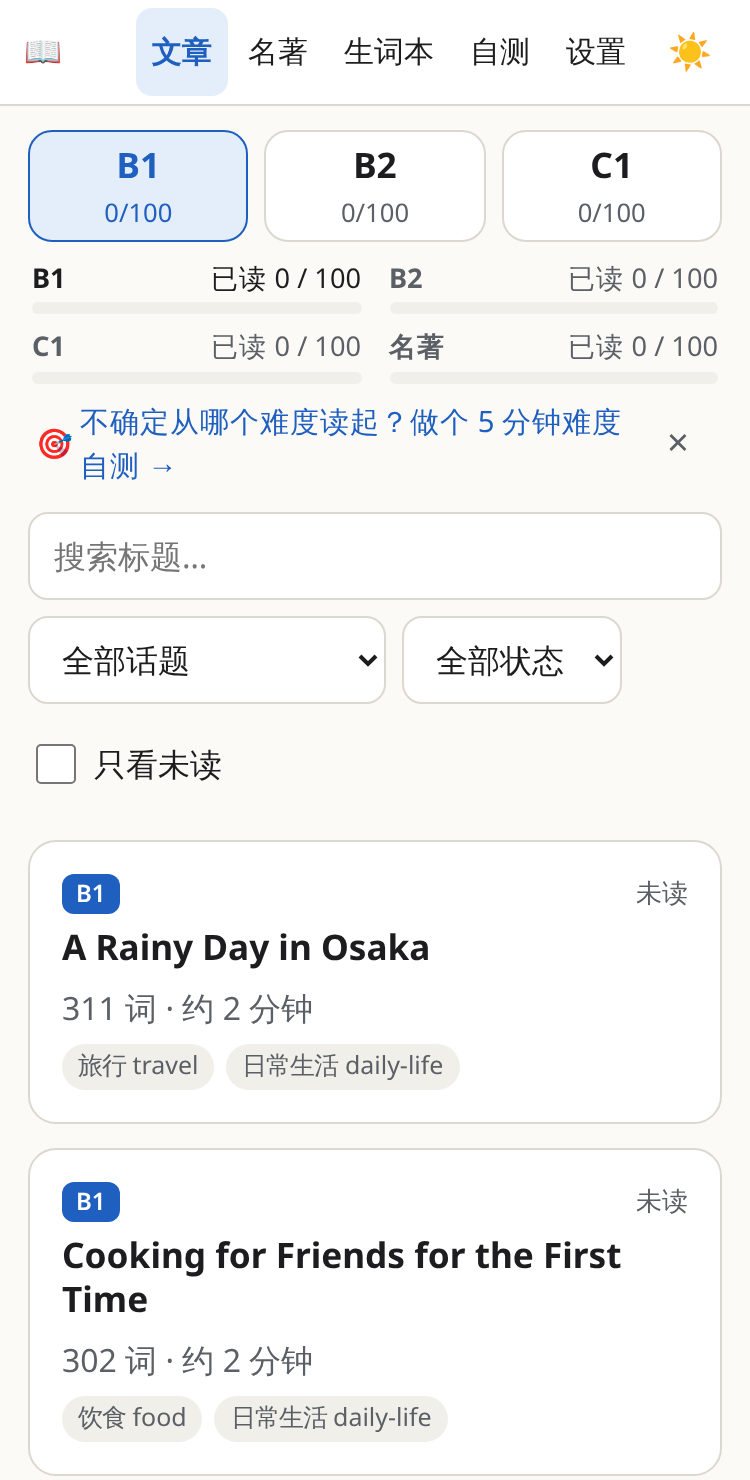 文章 名著 生词本 自测 设置
B1 B2 C1
0/100 0/100 0/100
B1 已读 0 / 100 B2 已读 0 / 100
C1 已读 0 / 100 名著 已读 0 / 100
不确定从哪个难度读起？做个 5 分钟难度
自测 →
搜索标题…
全部话题 全部状态
只看未读
B1 未读
A Rainy Day in Osaka
311 词 · 约 2 分钟
旅行 travel 日常生活 daily-life
B1 未读
Cooking for Friends for the First
Time
302 词 · 约 2 分钟
饮食 food 日常生活 daily-life